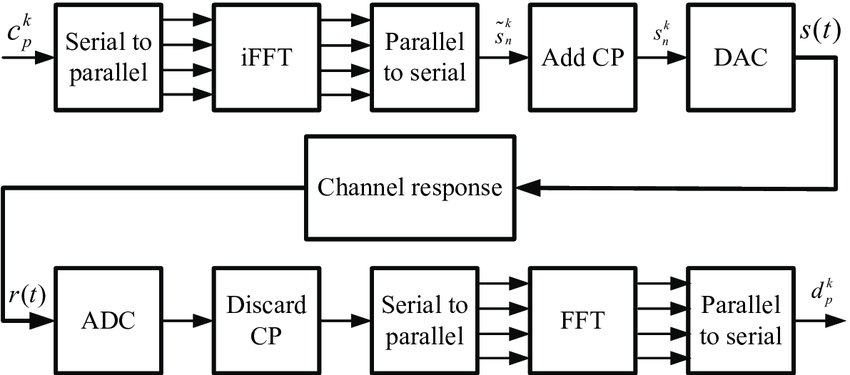 c_p^k
Serial to
parallel
iFFT
Parallel
to serial
s̃_n^k
Add CP
s_n^k
DAC
s(t)
Channel response
r(t)
ADC
Discard
CP
Serial to
parallel
FFT
Parallel
to serial
d_p^k